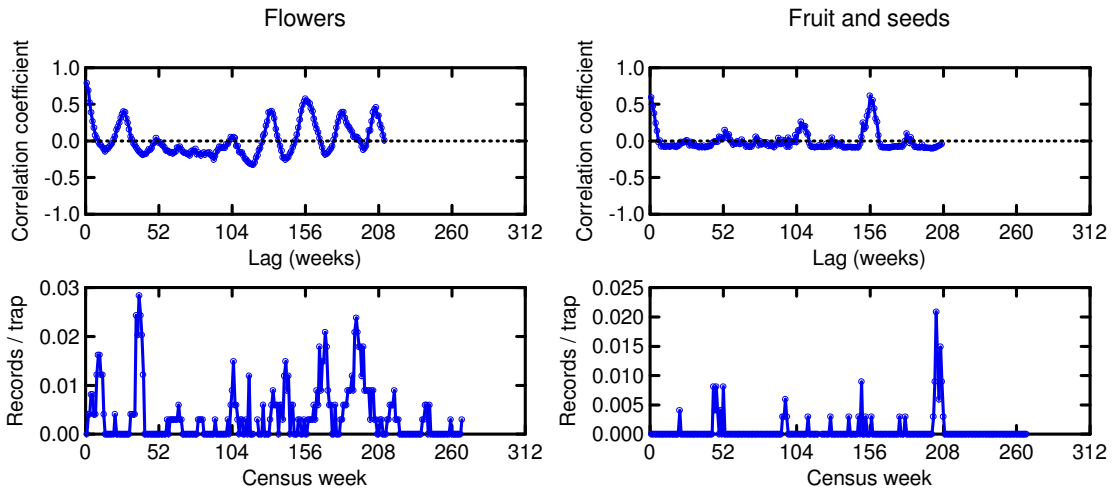 Flowers
Fruit and seeds
Correlation coefficient
1.0
0.5
0.0
-0.5
-1.0
0 52 104 156 208 260 312
Lag (weeks)
Correlation coefficient
1.0
0.5
0.0
-0.5
-1.0
0 52 104 156 208 260 312
Lag (weeks)
Records / trap
0.03
0.02
0.01
0.00
0 52 104 156 208 260 312
Census week
Records / trap
0.025
0.020
0.015
0.010
0.005
0.000
0 52 104 156 208 260 312
Census week